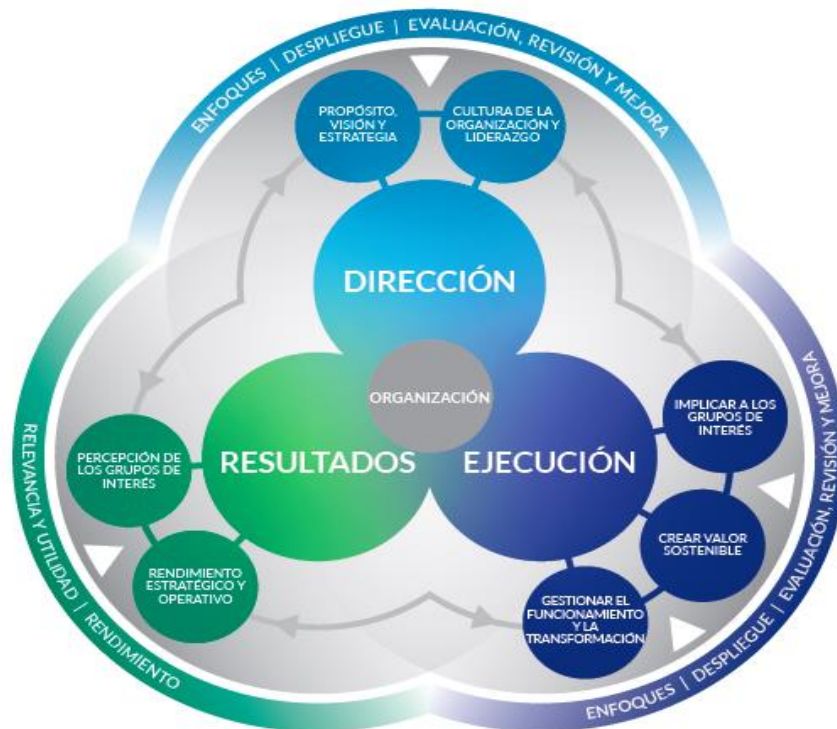 ENFOQUES | DESPLIEGUE | EVALUACIÓN, REVISIÓN Y MEJORA
PROPÓSITO,
VISIÓN Y
ESTRATEGIA
CULTURA DE LA
ORGANIZACIÓN Y
LIDERAZGO
DIRECCIÓN
ORGANIZACIÓN
RESULTADOS
EJECUCIÓN
IMPLICAR A LOS
GRUPOS DE
INTERÉS
CREAR VALOR
SOSTENIBLE
GESTIONAR EL
FUNCIONAMIENTO
Y LA
TRANSFORMACIÓN
PERCEPCIÓN DE
LOS GRUPOS DE
INTERÉS
RENDIMIENTO
ESTRATÉGICO Y
OPERATIVO
RELEVANCIA Y UTILIDAD | RENDIMIENTO
ENFOQUES | DESPLIEGUE | EVALUACIÓN, REVISIÓN Y MEJORA